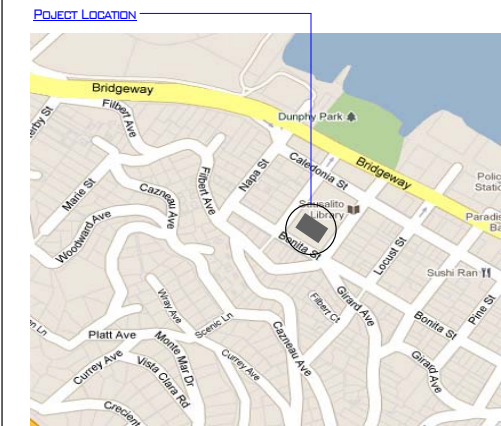 POJECT LOCATION
Bridgeway
Filbert Ave
Dunphy Park
Caledonia St
Bridgeway
Napa St
Filbert Ave
Marie St
Cazneau Ave
Woodward Ave
Sausalito
Library
Bonita St
Locust St
Sushi Ran
Filbert Ct
Girard Ave
Pine St
Bonita St
Wray Ave
Scenic Ln
Cazneau Ave
Platt Ave
Monte Mar Dr
Currey Ave
Currey Ave
Vista Clara Rd
Girard Ave